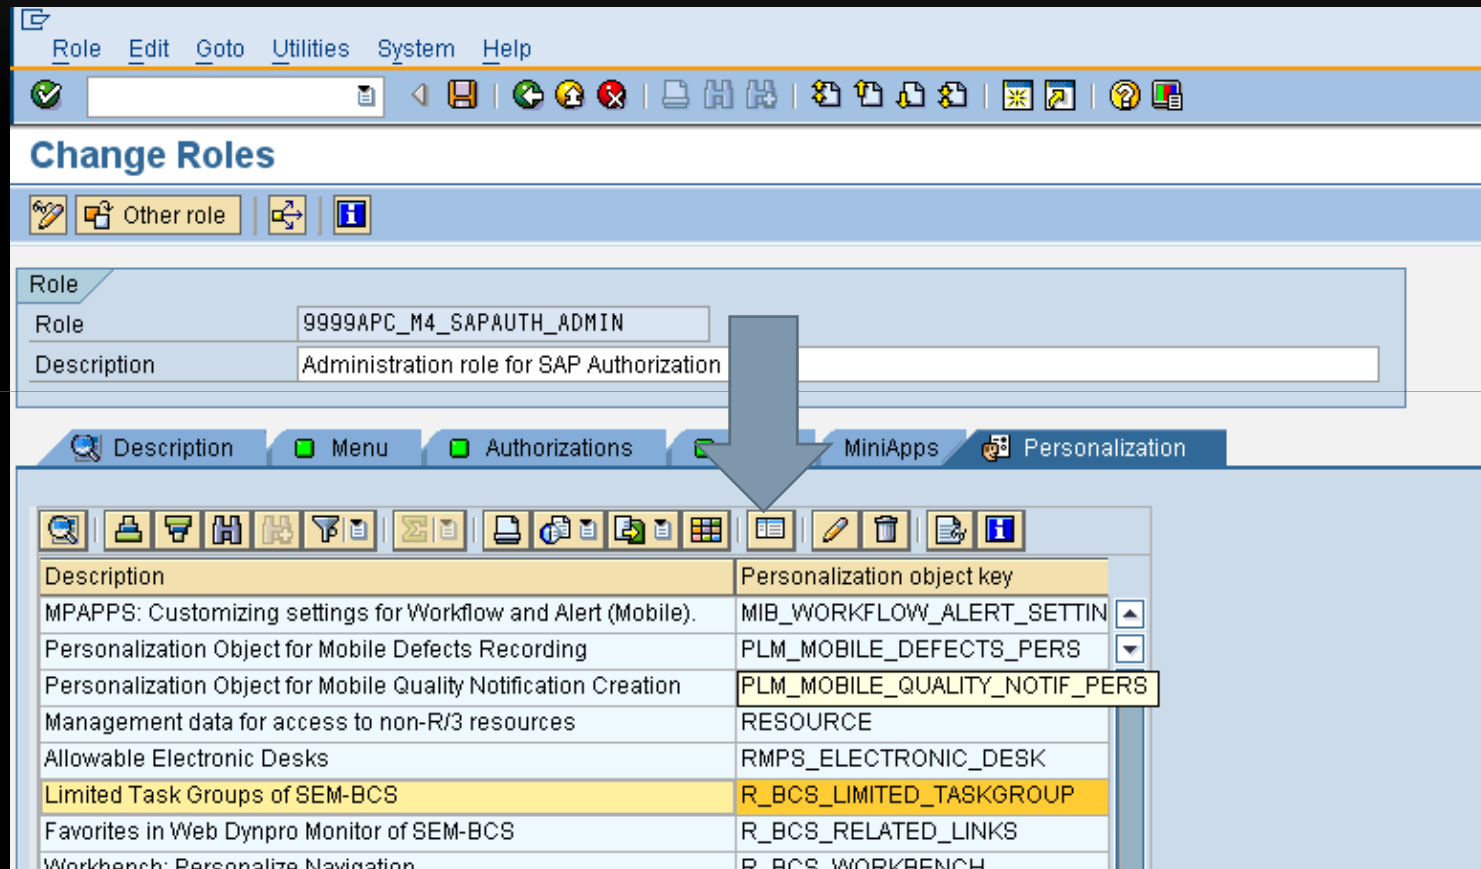 Role Edit Goto Utilities System Help
Change Roles
Other role
Role
Role 9999APC_M4_SAPAUTH_ADMIN
Description Administration role for SAP Authorization
Description Menu Authorizations MiniApps Personalization
Description Personalization object key
MPAPPS: Customizing settings for Workflow and Alert (Mobile). MIB_WORKFLOW_ALERT_SETTIN
Personalization Object for Mobile Defects Recording PLM_MOBILE_DEFECTS_PERS
Personalization Object for Mobile Quality Notification Creation PLM_MOBILE_QUALITY_NOTIF_PERS
Management data for access to non-R/3 resources RESOURCE
Allowable Electronic Desks RMPS_ELECTRONIC_DESK
Limited Task Groups of SEM-BCS R_BCS_LIMITED_TASKGROUP
Favorites in Web Dynpro Monitor of SEM-BCS R_BCS_RELATED_LINKS
Workbench: Personalize Navigation R_BCS_WORKBENCH